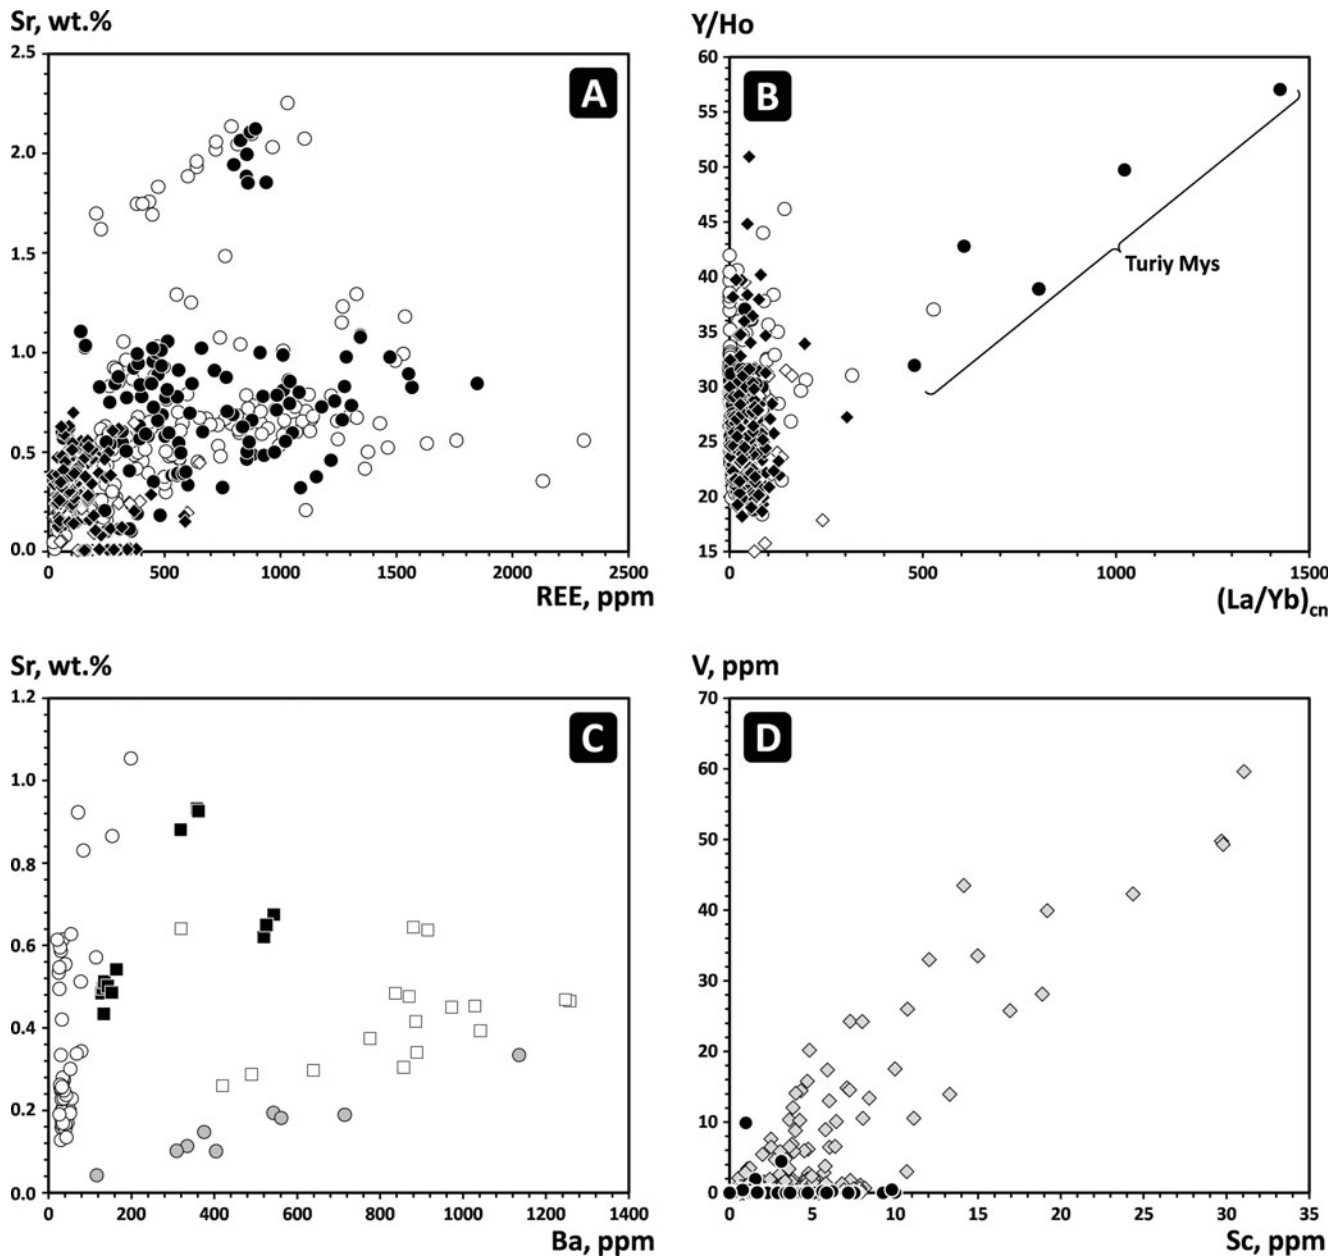 Sr, wt.%
2.5
2.0
1.5
1.0
0.5
0.0
0 500 1000 1500 2000 2500
REE, ppm
A
Y/Ho
60
55
50
45
40
35
30
25
20
15
0 500 1000 1500
(La/Yb)cn
B
Turiy Mys
Sr, wt.%
1.2
1.0
0.8
0.6
0.4
0.2
0.0
0 200 400 600 800 1000 1200 1400
Ba, ppm
C
V, ppm
70
60
50
40
30
20
10
0
0 5 10 15 20 25 30 35
Sc, ppm
D